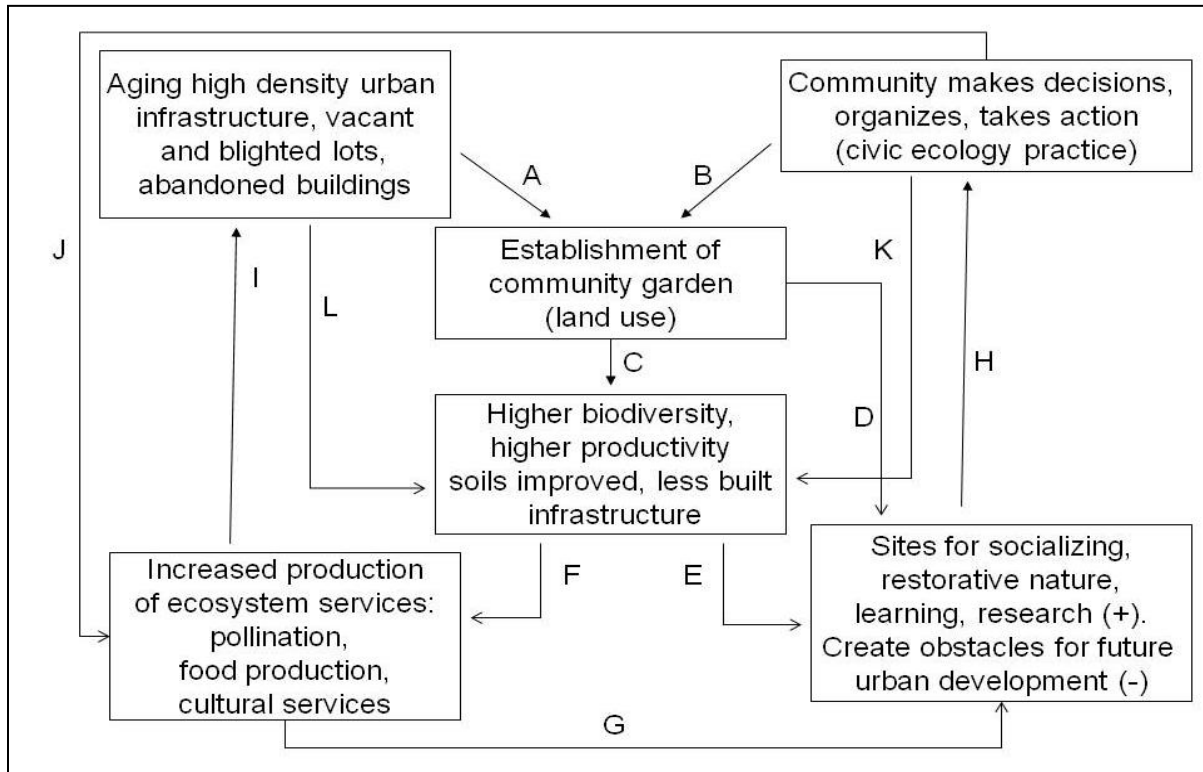 Aging high density urban
infrastructure, vacant
and blighted lots,
abandoned buildings
Community makes decisions,
organizes, takes action
(civic ecology practice)
A
B
J
I
L
K
Establishment of
community garden
(land use)
C
D
H
Higher biodiversity,
higher productivity
soils improved, less built
infrastructure
F
E
Increased production
of ecosystem services:
pollination,
food production,
cultural services
Sites for socializing,
restorative nature,
learning, research (+).
Create obstacles for future
urban development (-)
G